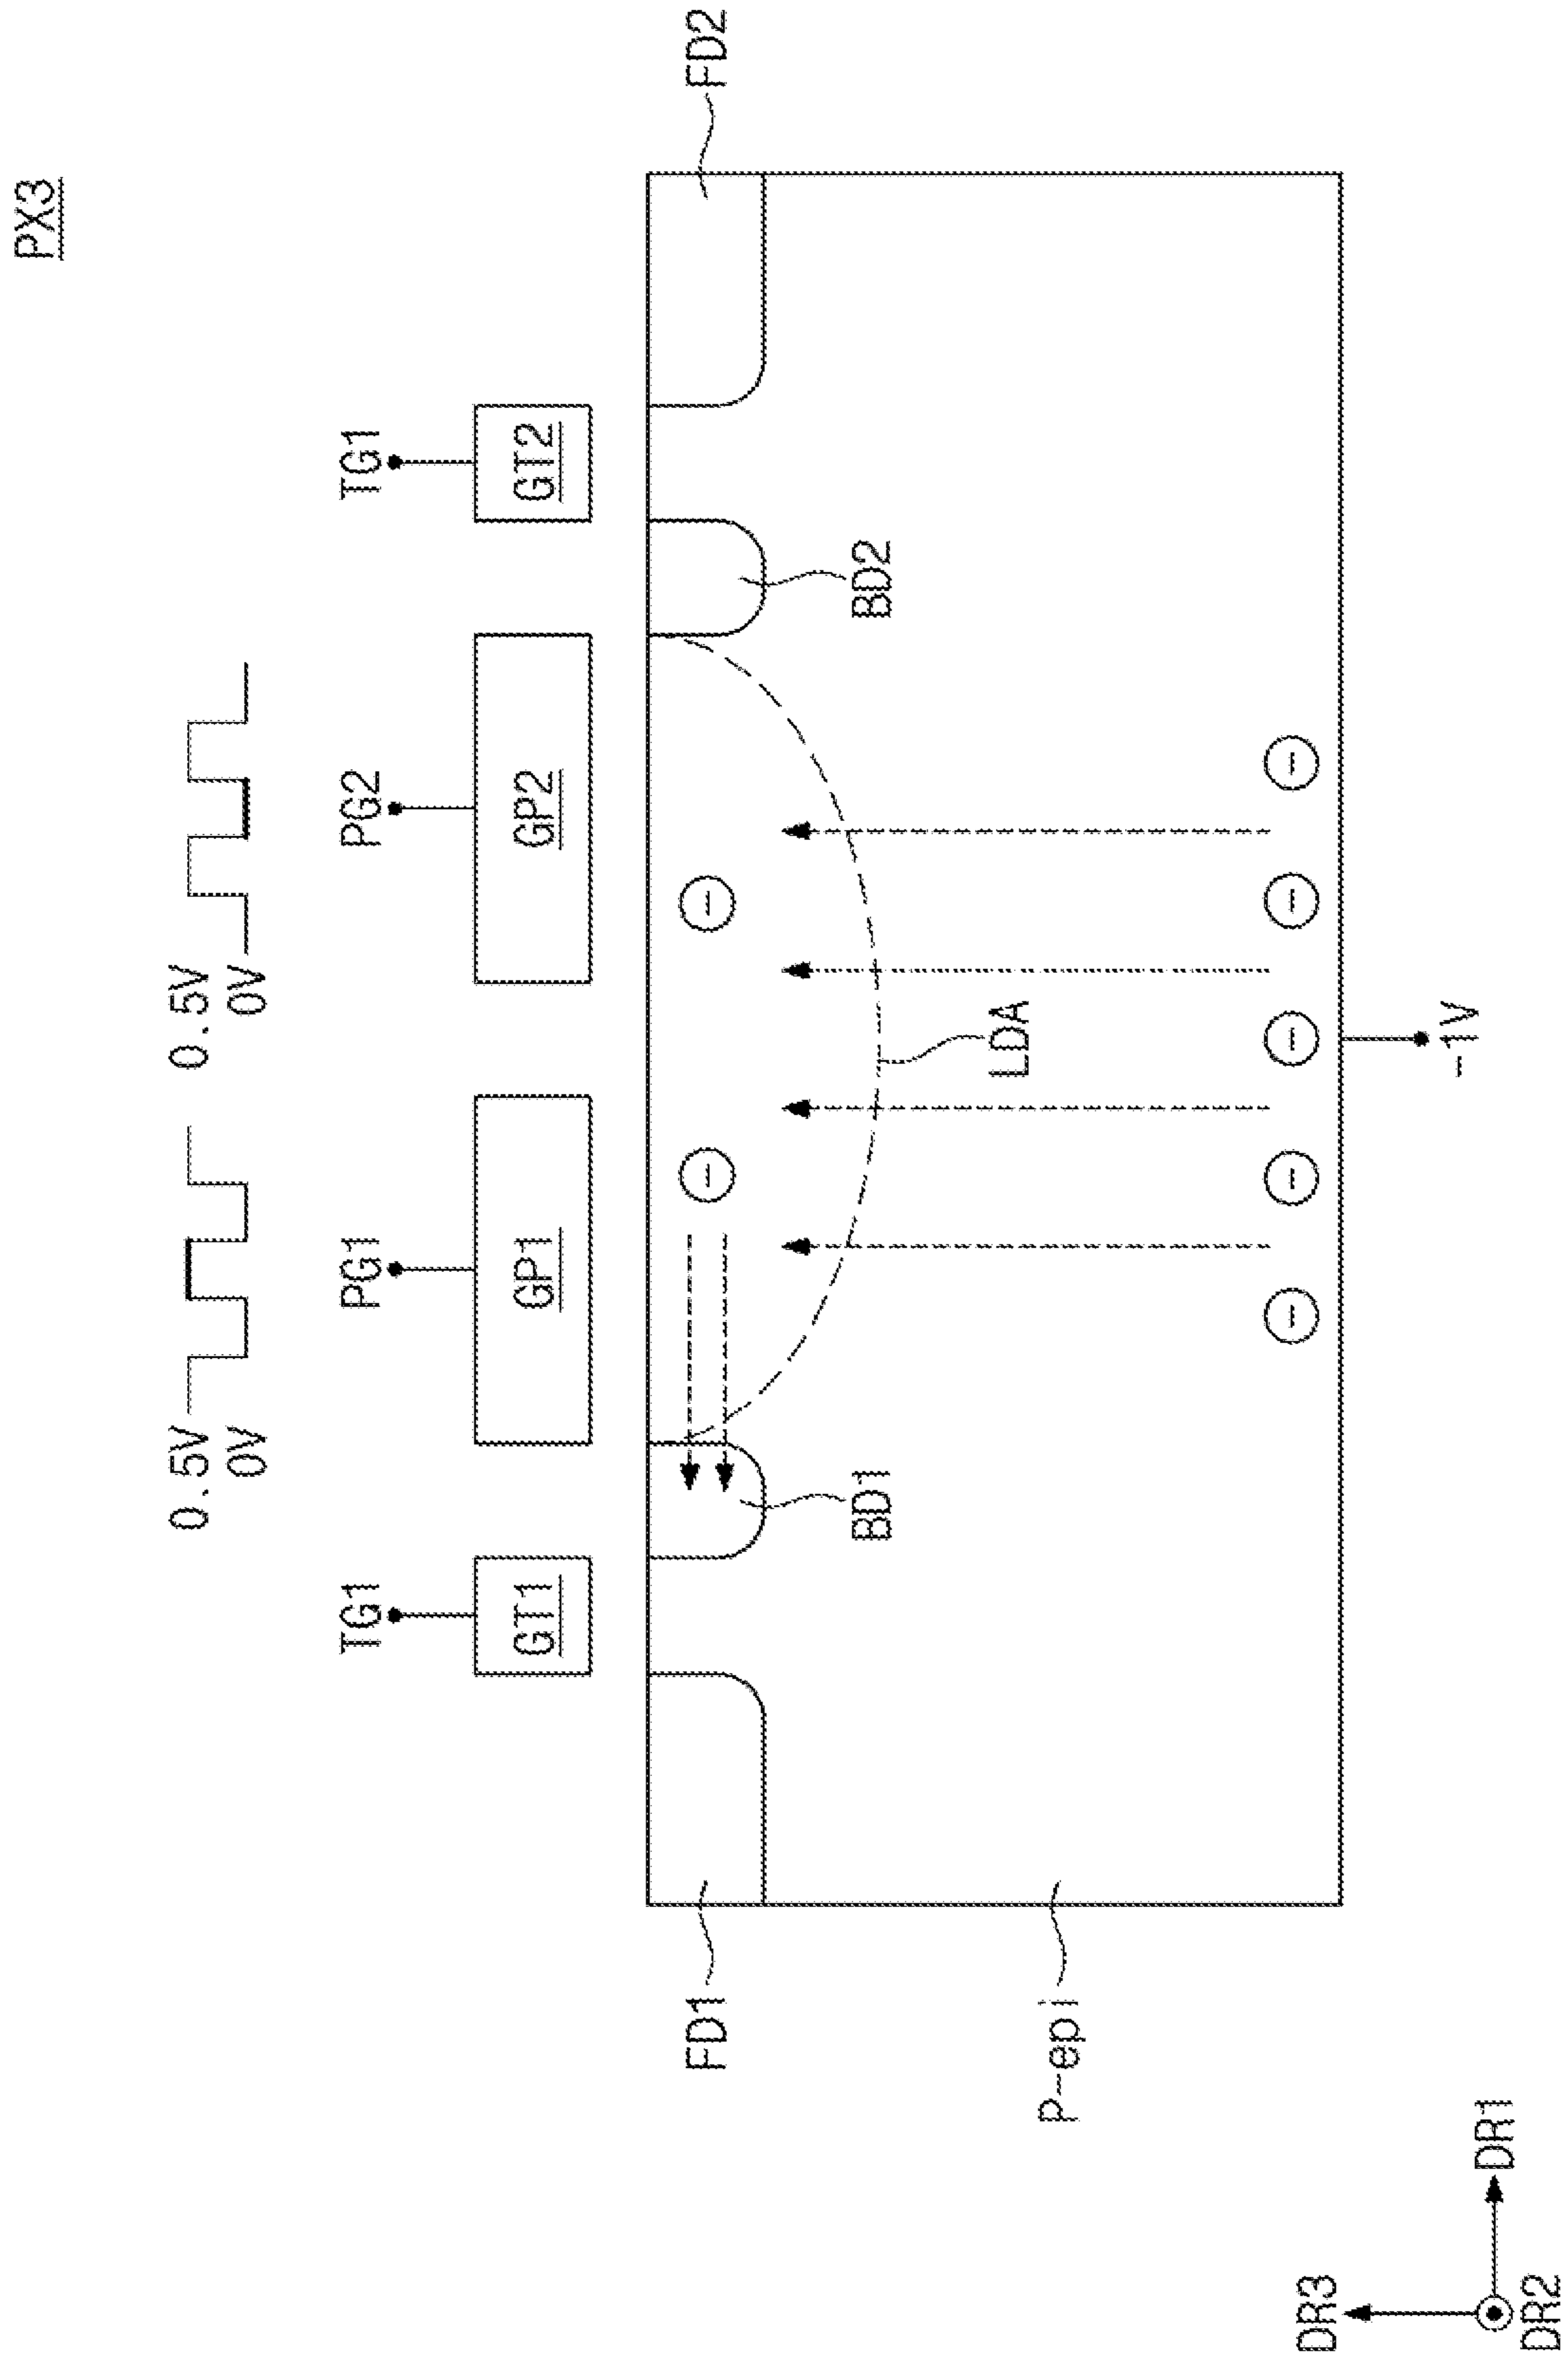 PX3
0.5V
0V
0.5V
0V
TG1
PG1
PG2
TG1
GT1
GP1
GP2
GT2
FD1
FD2
BD1
BD2
LDA
P-epi
-1V
DR3
DR1
DR2